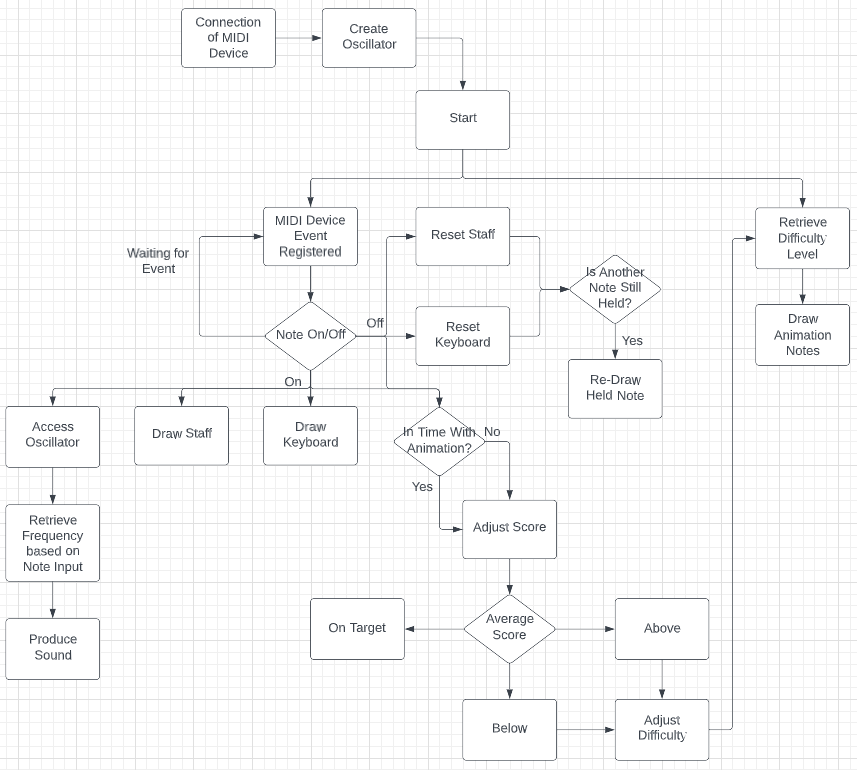 Connection
of MIDI
Device
Create
Oscillator
Start
MIDI Device
Event
Registered
Reset Staff
Retrieve
Difficulty
Level
Waiting for
Event
Is Another
Note Still
Held?
Note On/Off
Off
Reset
Keyboard
Draw
Animation
Notes
Yes
Re-Draw
Held Note
On
Access
Oscillator
Draw Staff
Draw
Keyboard
In Time With
Animation?
No
Yes
Retrieve
Frequency
based on
Note Input
Adjust Score
Produce
Sound
On Target
Average
Score
Above
Below
Adjust
Difficulty